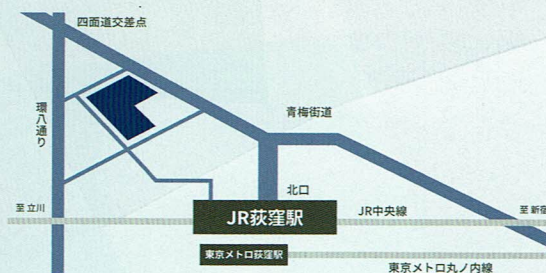 四面道交差点
環八通り
青梅街道
北口
至 立川
JR荻窪駅
JR中央線
至 新宿
東京メトロ荻窪駅
東京メトロ丸ノ内線